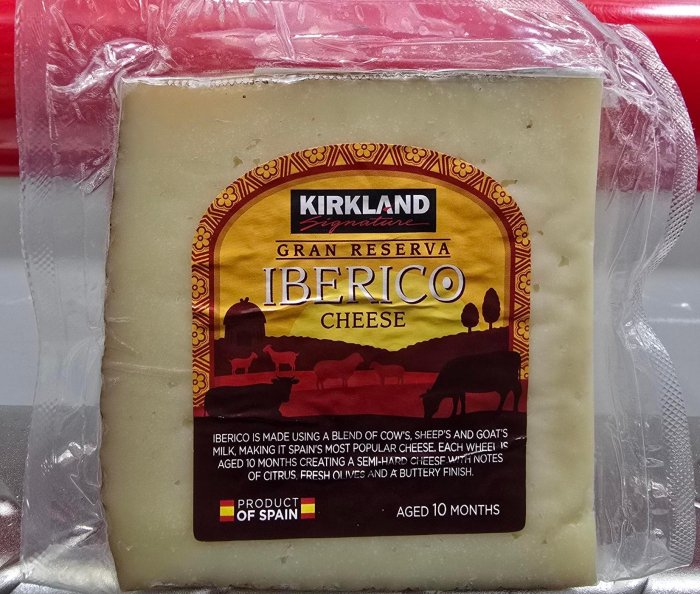 KIRKLAND
Signature
GRAN RESERVA
IBERICO
CHEESE
IBERICO IS MADE USING A BLEND OF COW'S, SHEEP'S AND GOAT'S
MILK, MAKING IT SPAIN'S MOST POPULAR CHEESE. EACH WHEEL IS
AGED 10 MONTHS CREATING A SEMI-HARD CHEESE WITH NOTES
OF CITRUS, FRESH OLIVES AND A BUTTERY FINISH.
PRODUCT
OF SPAIN
AGED 10 MONTHS